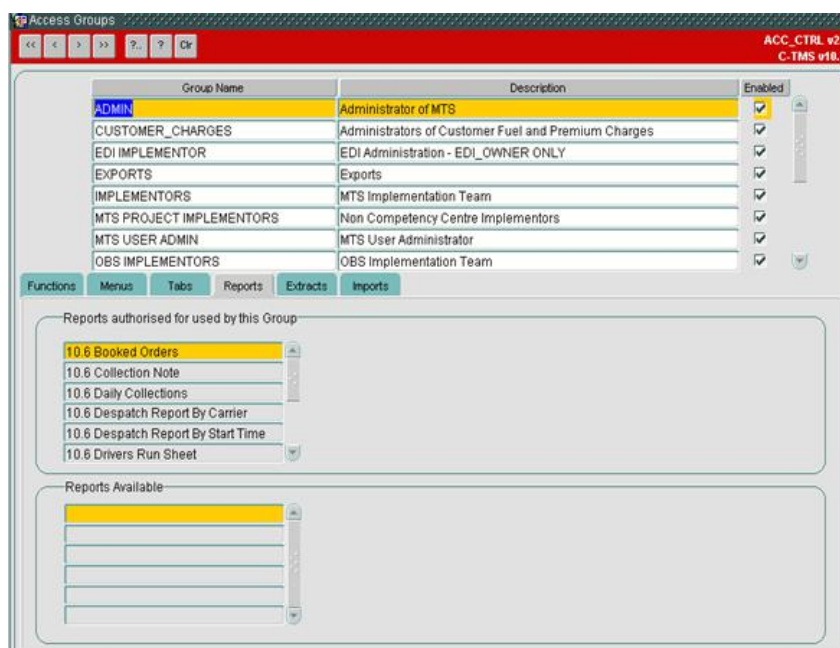 Access Groups
<< < > >> ?.. ? Clr
ACC_CTRL v2
C-TMS v10.
Group Name Description Enabled
ADMIN Administrator of MTS
CUSTOMER_CHARGES Administrators of Customer Fuel and Premium Charges
EDI IMPLEMENTOR EDI Administration - EDI_OWNER ONLY
EXPORTS Exports
IMPLEMENTORS MTS Implementation Team
MTS PROJECT IMPLEMENTORS Non Competency Centre Implementors
MTS USER ADMIN MTS User Administrator
OBS IMPLEMENTORS OBS Implementation Team
Functions Menus Tabs Reports Extracts Imports
Reports authorised for used by this Group
10.6 Booked Orders
10.6 Collection Note
10.6 Daily Collections
10.6 Despatch Report By Carrier
10.6 Despatch Report By Start Time
10.6 Drivers Run Sheet
Reports Available